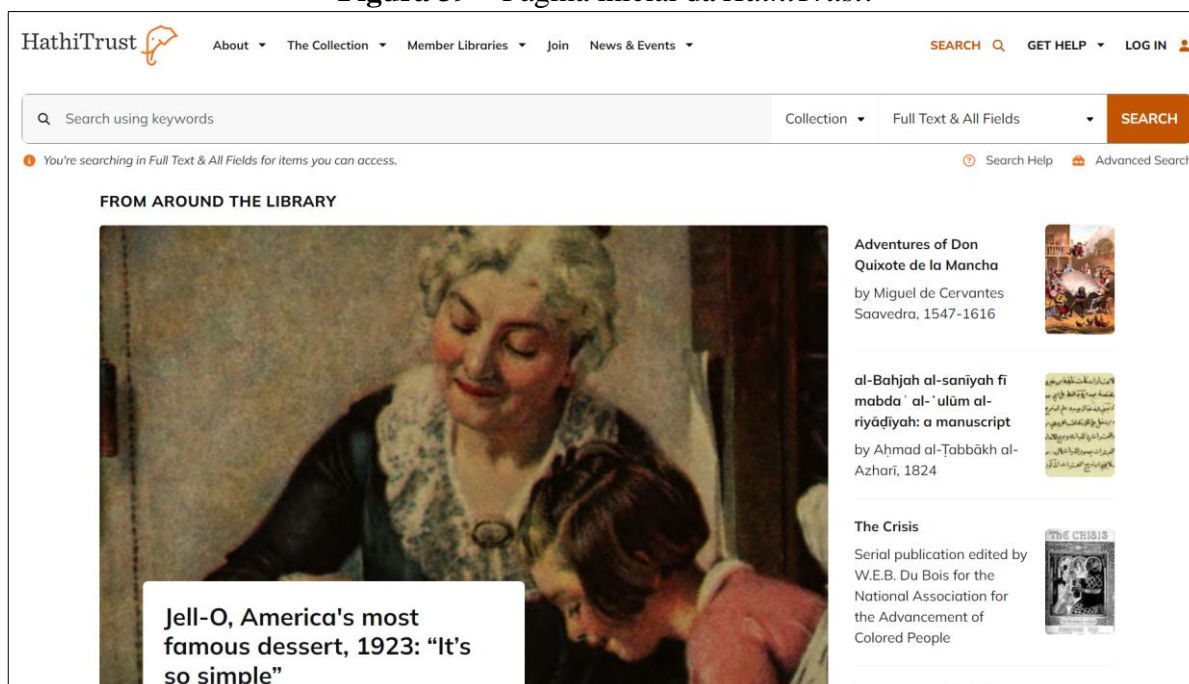 HathiTrust
About The Collection Member Libraries Join News & Events SEARCH GET HELP LOG IN
Search using keywords Collection Full Text & All Fields SEARCH
You're searching in Full Text & All Fields for items you can access. Search Help Advanced Search
FROM AROUND THE LIBRARY
Jell-O, America's most
famous dessert, 1923: “It’s
so simple”
Adventures of Don
Quixote de la Mancha
by Miguel de Cervantes
Saavedra, 1547-1616
al-Bahjah al-sanīyah fī
mabdaʾ al-ʿulūm al-
riyāḍīyah: a manuscript
by Aḥmad al-Ṭabbākh al-
Azharī, 1824
The Crisis
Serial publication edited by
W.E.B. Du Bois for the
National Association for
the Advancement of
Colored People
THE CRISIS